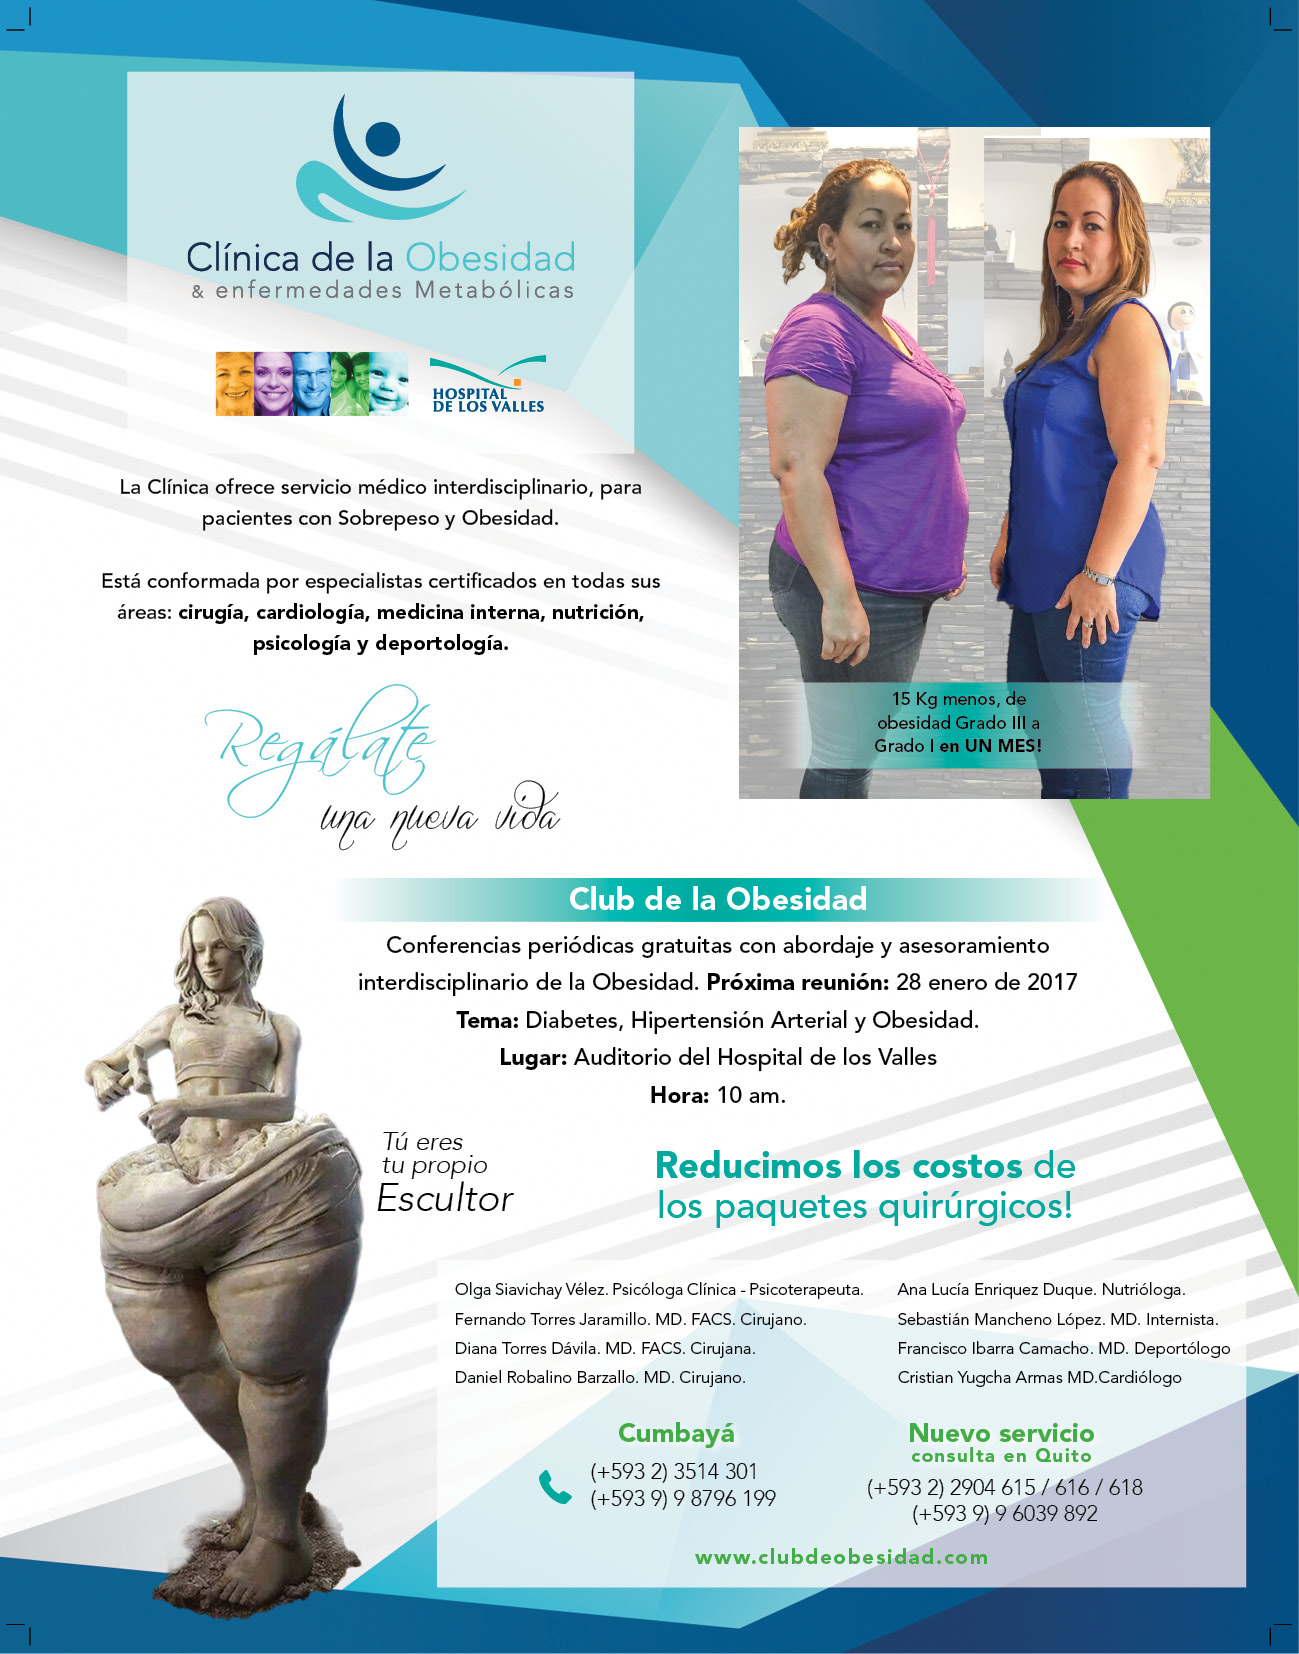 Clínica de la Obesidad
& enfermedades Metabólicas
HOSPITAL
DE LOS VALLES
La Clínica ofrece servicio médico interdisciplinario, para
pacientes con Sobrepeso y Obesidad.
Está conformada por especialistas certificados en todas sus
áreas: cirugía, cardiología, medicina interna, nutrición,
psicología y deportología.
Regálate
una nueva vida
15 Kg menos, de
obesidad Grado III a
Grado I en UN MES!
Club de la Obesidad
Conferencias periódicas gratuitas con abordaje y asesoramiento
interdisciplinario de la Obesidad. Próxima reunión: 28 enero de 2017
Tema: Diabetes, Hipertensión Arterial y Obesidad.
Lugar: Auditorio del Hospital de los Valles
Hora: 10 am.
Tú eres
tu propio
Escultor
Reducimos los costos de
los paquetes quirúrgicos!
Olga Siavichay Vélez. Psicóloga Clínica - Psicoterapeuta.
Fernando Torres Jaramillo. MD. FACS. Cirujano.
Diana Torres Dávila. MD. FACS. Cirujana.
Daniel Robalino Barzallo. MD. Cirujano.
Ana Lucía Enriquez Duque. Nutrióloga.
Sebastián Mancheno López. MD. Internista.
Francisco Ibarra Camacho. MD. Deportólogo
Cristian Yugcha Armas MD.Cardiólogo
Cumbayá
(+593 2) 3514 301
(+593 9) 9 8796 199
Nuevo servicio
consulta en Quito
(+593 2) 2904 615 / 616 / 618
(+593 9) 9 6039 892
www.clubdeobesidad.com